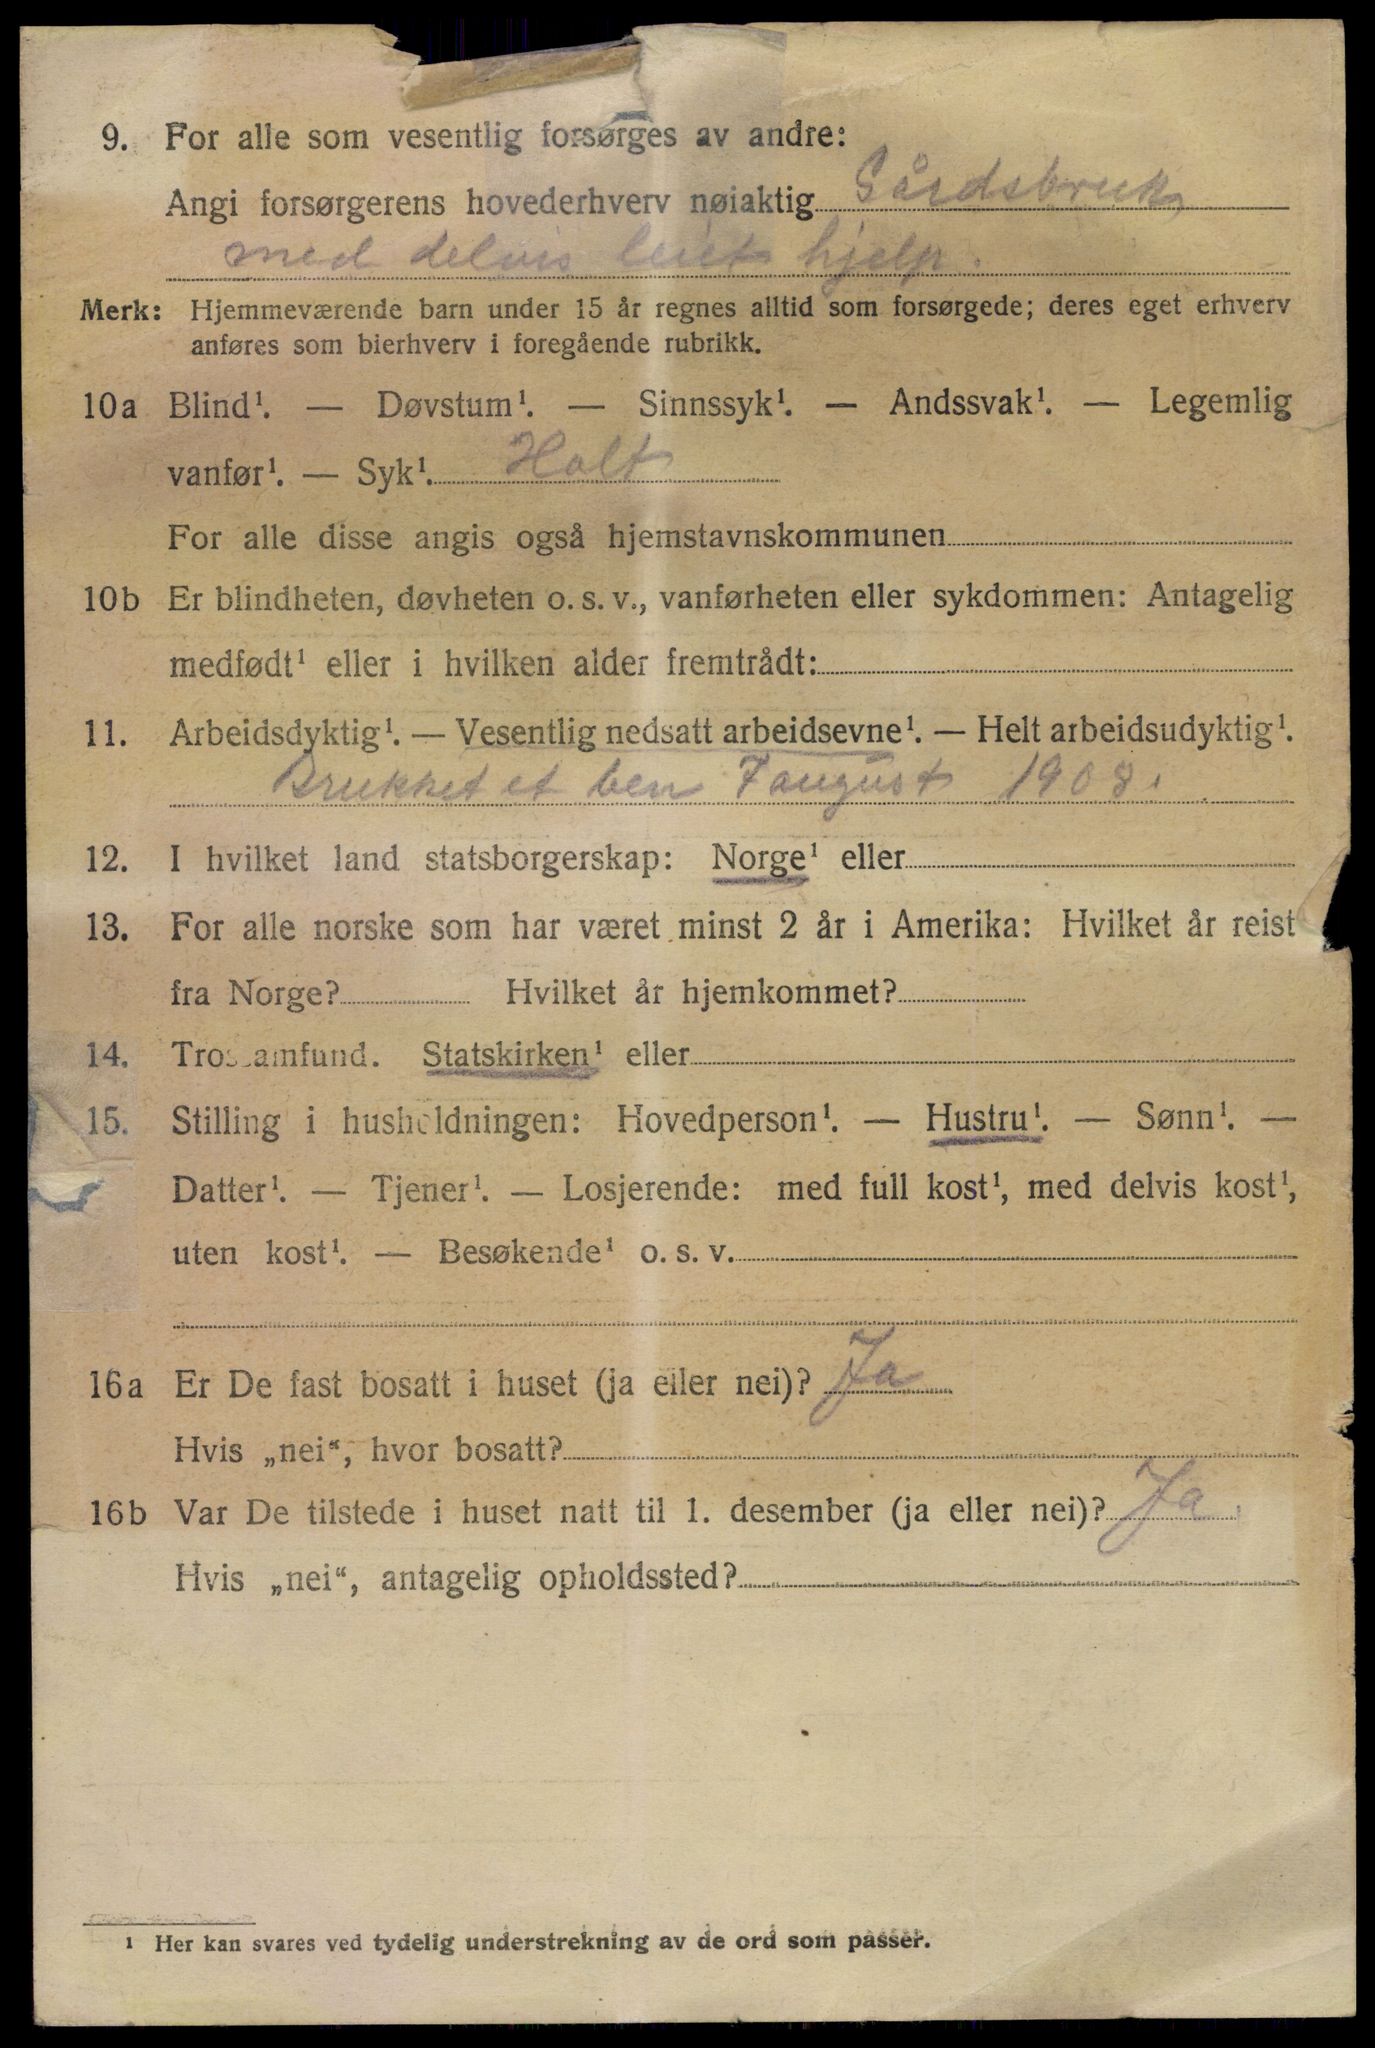 9. For alle som vesentlig forsørges av andre:
Angi forsørgerens hovederhverv nøiaktig Gårdsbruk
med delvis leiet hjelp.
Merk: Hjemmeværende barn under 15 år regnes alltid som forsørgede; deres eget erhverv
anføres som bierhverv i foregående rubrikk.
10a Blind¹. — Døvstum¹. — Sinnssyk¹. — Andssvak¹. — Legemlig
vanfør¹. — Syk¹. Halt
For alle disse angis også hjemstavnskommunen
10b Er blindheten, døvheten o. s. v., vanførheten eller sykdommen: Antagelig
medfødt¹ eller i hvilken alder fremtrådt:
11. Arbeidsdyktig¹. — Vesentlig nedsatt arbeidsevne¹. — Helt arbeidsudyktig¹.
Brukket et ben 7 august 1908.
12. I hvilket land statsborgerskap: Norge¹ eller
13. For alle norske som har været minst 2 år i Amerika: Hvilket år reist
fra Norge? Hvilket år hjemkommet?
14. Trossamfund. Statskirken¹ eller
15. Stilling i husholdningen: Hovedperson¹. — Hustru¹. — Sønn¹. —
Datter¹. — Tjener¹. — Losjerende: med full kost¹, med delvis kost¹,
uten kost¹. — Besøkende¹ o. s. v.
16a Er De fast bosatt i huset (ja eller nei)? Ja
Hvis „nei“, hvor bosatt?
16b Var De tilstede i huset natt til 1. desember (ja eller nei)? Ja.
Hvis „nei“, antagelig opholdssted?
¹ Her kan svares ved tydelig understrekning av de ord som passer.